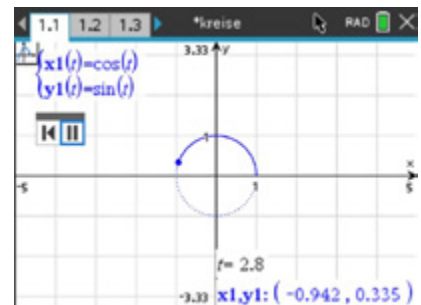 1.1 1.2 1.3 *kreise RAD
3.33 y
x1(t)=cos(t)
y1(t)=sin(t)
1
x
-5 1 5
t= 2.8
-3.33 x1,y1: ( -0.942 , 0.335 )